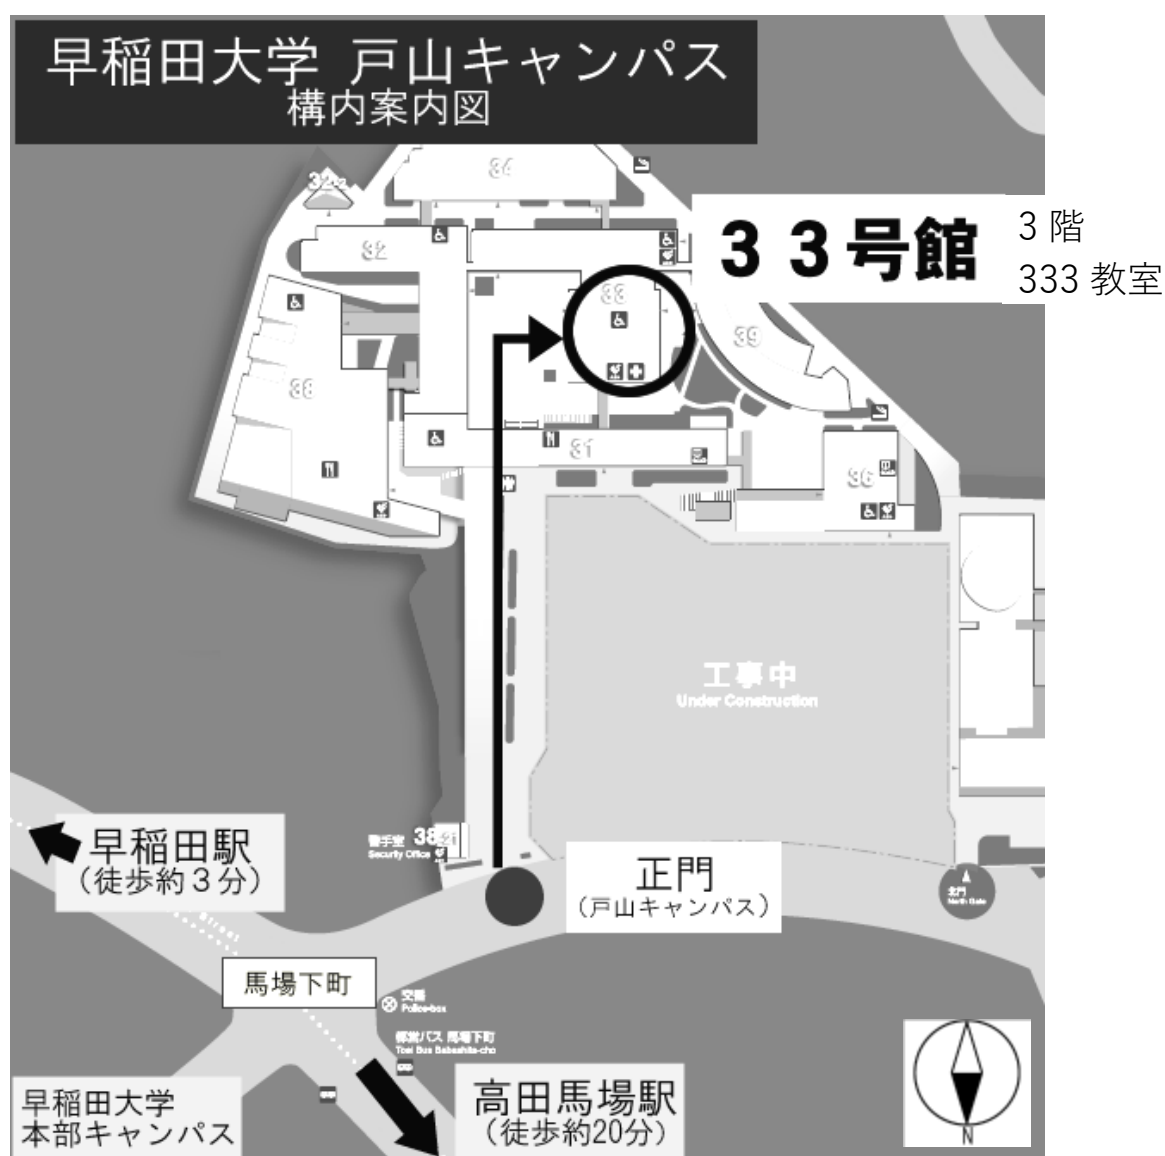 早稲田大学 戸山キャンパス
構内案内図
34
32-2
33号館
3 階
333 教室
32
33
39
38
31
36
工事中
Under Construction
早稲田駅
(徒歩約3分)
警手室
Security Office
38-2
正門
(戸山キャンパス)
北門
North Gate
馬場下町
交番
Police-box
都営バス 馬場下町
Toei Bus Babashita-cho
早稲田大学
本部キャンパス
高田馬場駅
(徒歩約20分)
N